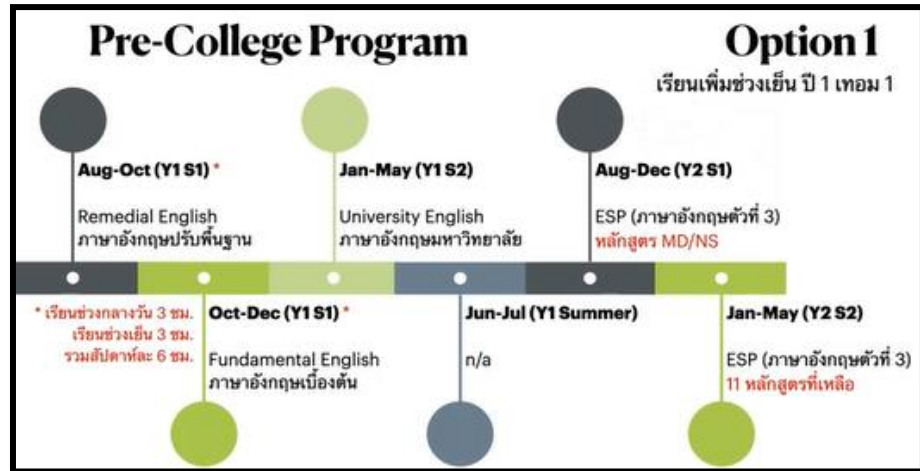 Pre-College Program
Option 1
เรียนเพิ่มช่วงเย็น ปี 1 เทอม 1
Aug-Oct (Y1 S1) *
Remedial English
ภาษาอังกฤษปรับพื้นฐาน
Jan-May (Y1 S2)
University English
ภาษาอังกฤษมหาวิทยาลัย
Aug-Dec (Y2 S1)
ESP (ภาษาอังกฤษตัวที่ 3)
หลักสูตร MD/NS
* เรียนช่วงกลางวัน 3 ชม.
เรียนช่วงเย็น 3 ชม.
รวมสัปดาห์ละ 6 ชม.
Oct-Dec (Y1 S1) *
Fundamental English
ภาษาอังกฤษเบื้องต้น
Jun-Jul (Y1 Summer)
n/a
Jan-May (Y2 S2)
ESP (ภาษาอังกฤษตัวที่ 3)
11 หลักสูตรที่เหลือ